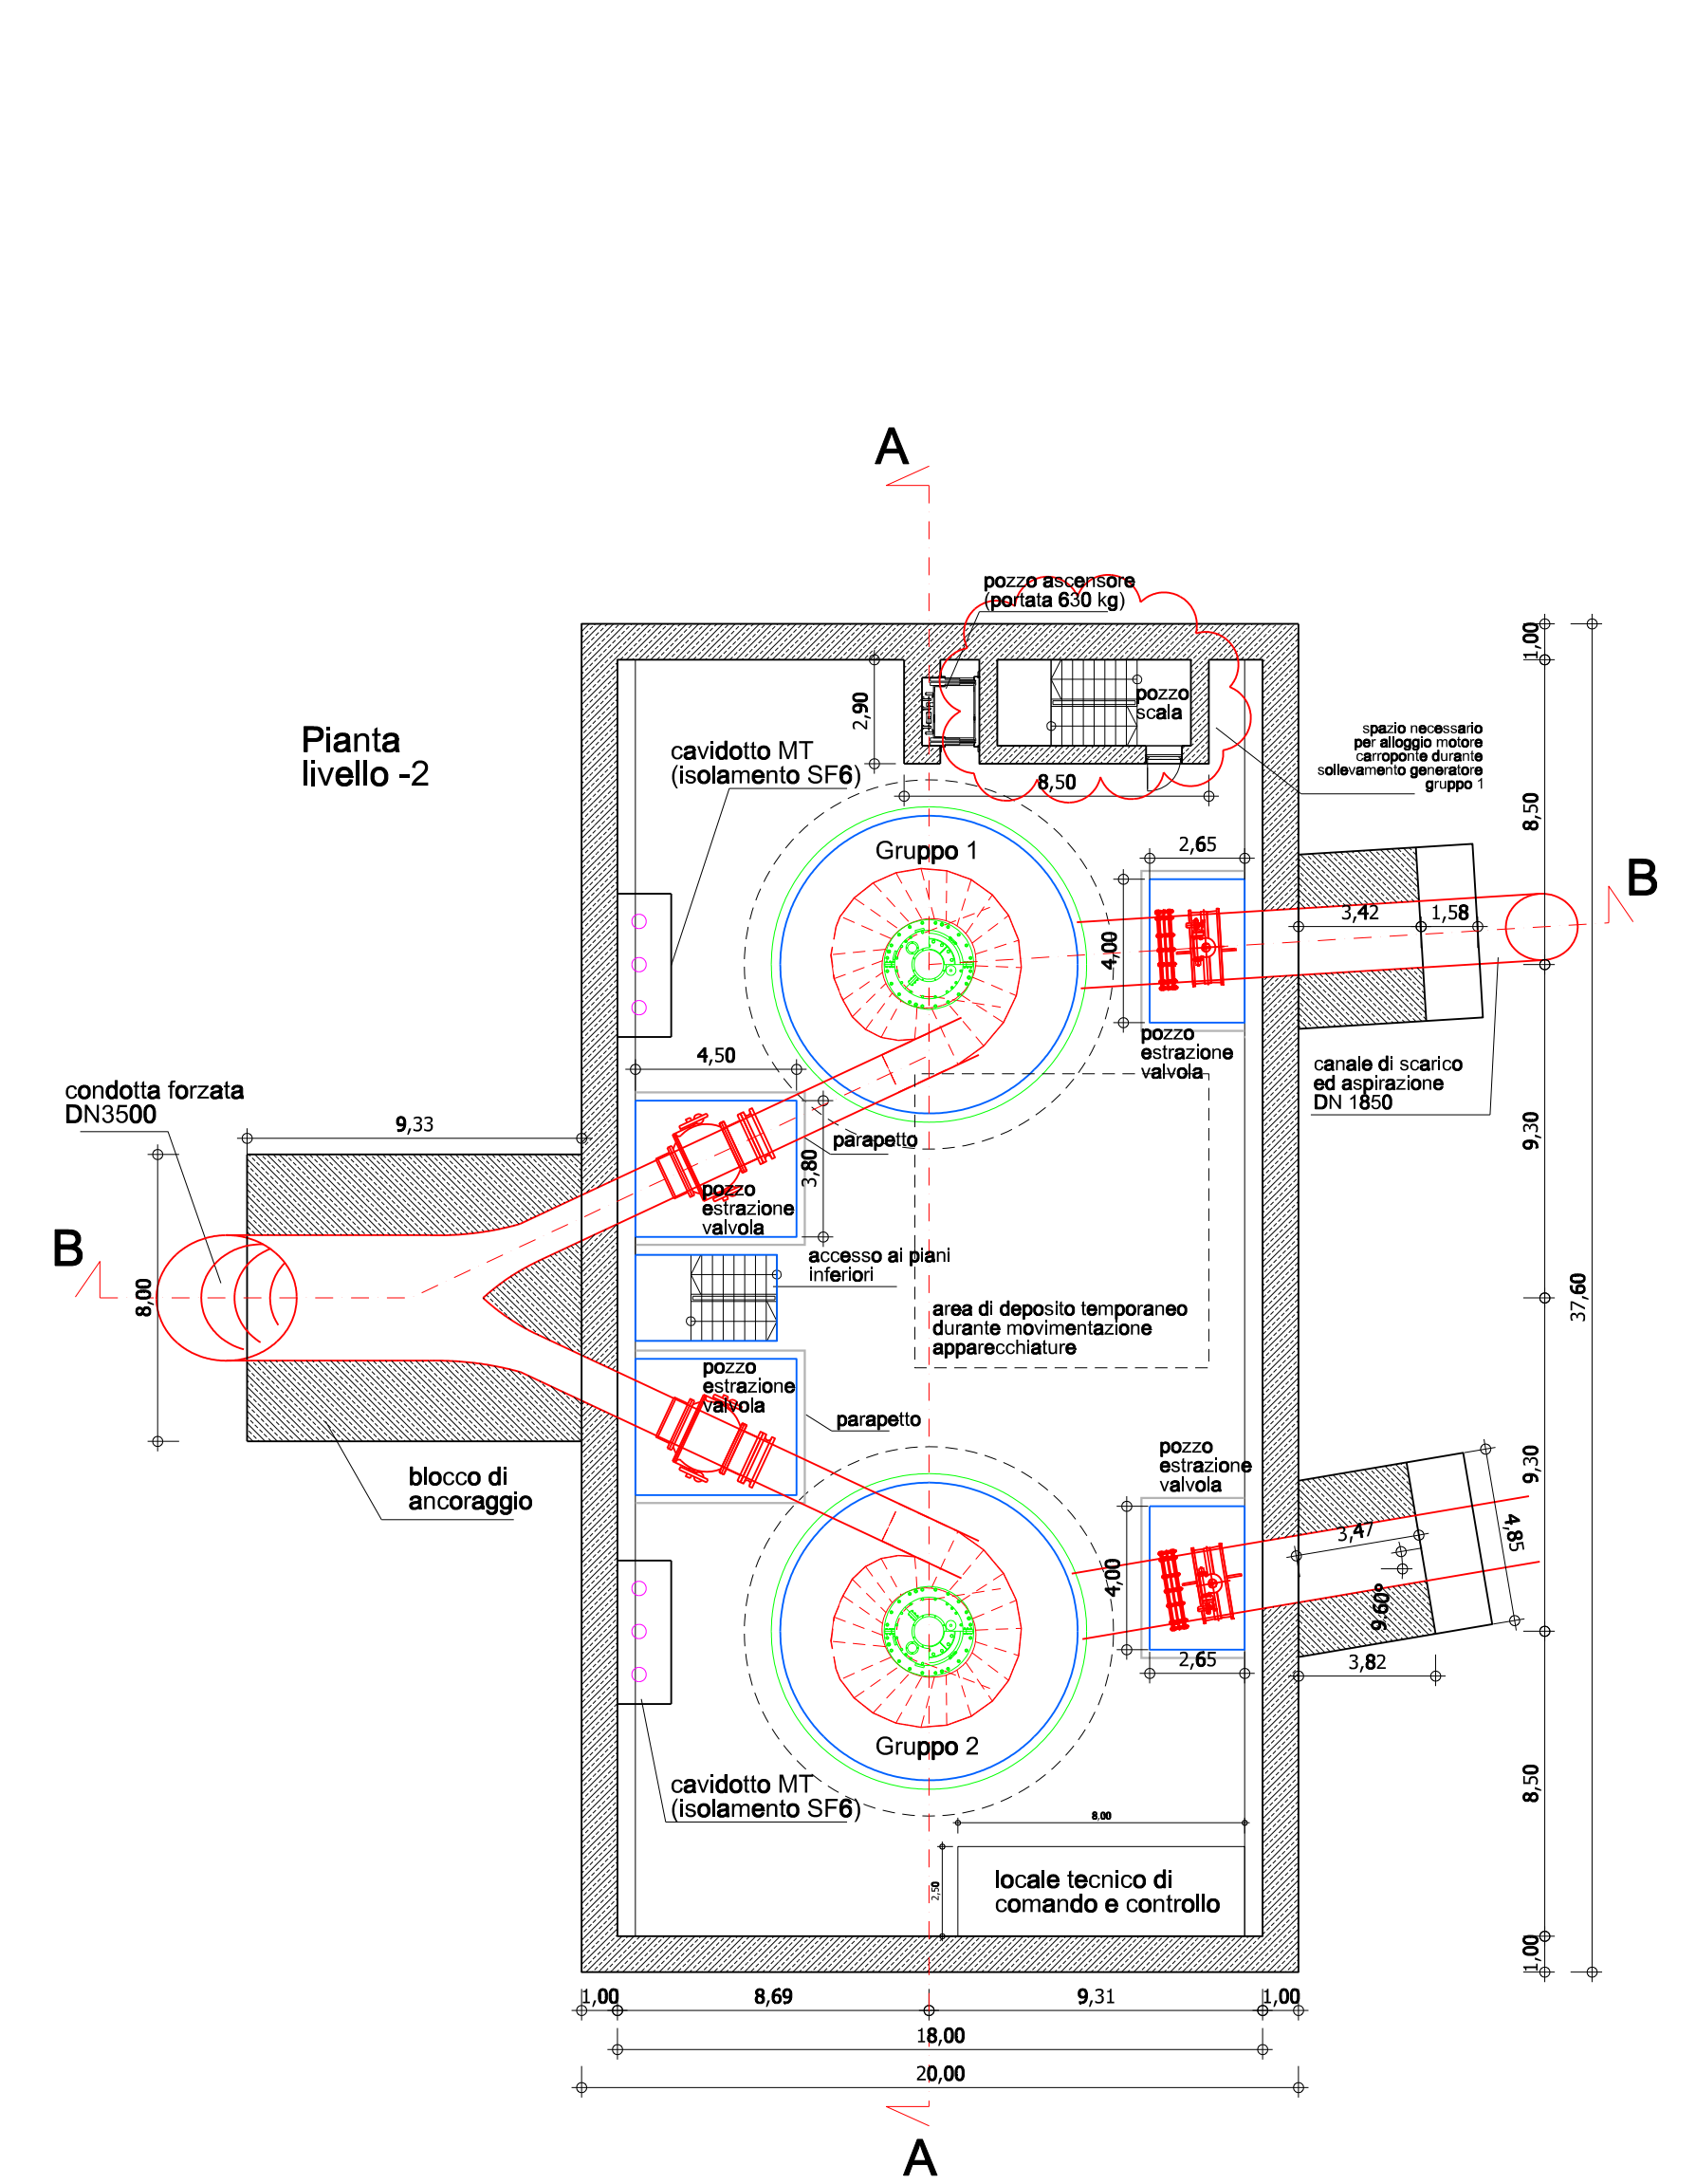 A
pozzo ascensore
(portata 630 kg)
1,00
2,90
pozzo
scala
Pianta
livello -2
cavidotto MT
(isolamento SF6)
spazio necessario
per alloggio motore
carroponte durante
sollevamento generatore
gruppo 1
8,50
8,50
Gruppo 1
2,65
B
3,42
1,58
4,00
pozzo
estrazione
valvola
4,50
canale di scarico
ed aspirazione
DN 1850
condotta forzata
DN3500
9,33
parapetto
9,30
3,80
pozzo
estrazione
valvola
B
accesso ai piani
inferiori
8,00
37,60
area di deposito temporaneo
durante movimentazione
apparecchiature
pozzo
estrazione
valvola
parapetto
pozzo
estrazione
valvola
9,30
blocco di
ancoraggio
3,47
4,85
4,00
9.60°
2,65
3,82
Gruppo 2
cavidotto MT
(isolamento SF6)
8,50
8,00
2,50
locale tecnico di
comando e controllo
1,00
1,00
8,69
9,31
1,00
18,00
20,00
A